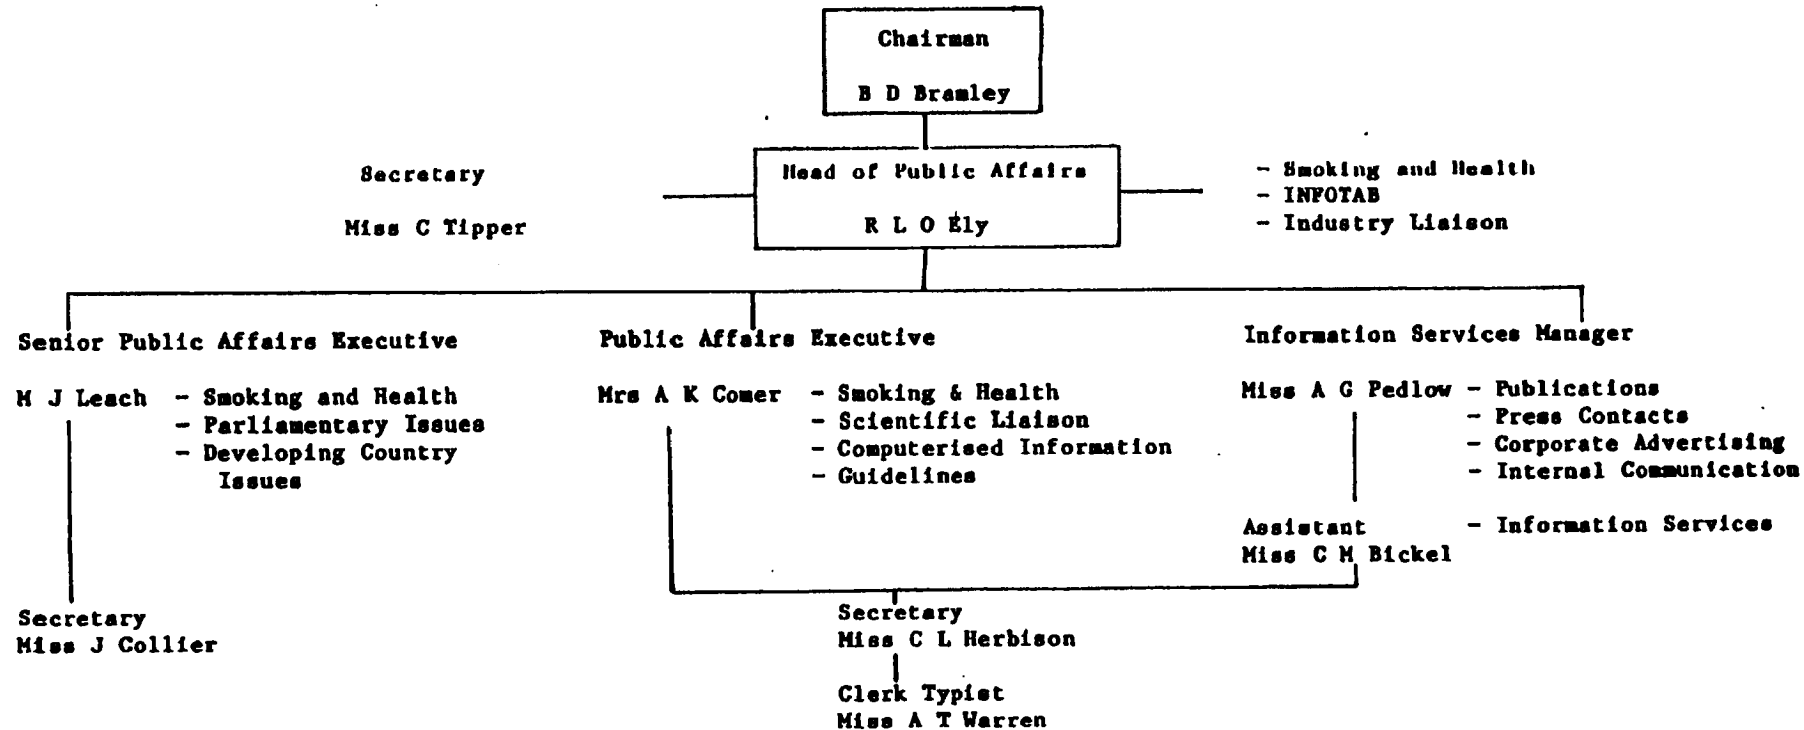 Chairman
B D Bramley
Secretary
Miss C Tipper
Head of Public Affairs
R L O Ely
- Smoking and Health
- INFOTAB
- Industry Liaison
Senior Public Affairs Executive
M J Leach
- Smoking and Health
- Parliamentary Issues
- Developing Country
Issues
Public Affairs Executive
Mrs A K Comer
- Smoking & Health
- Scientific Liaison
- Computerised Information
- Guidelines
Information Services Manager
Miss A G Pedlow
- Publications
- Press Contacts
- Corporate Advertising
- Internal Communication
Assistant
Miss C M Bickel
- Information Services
Secretary
Miss J Collier
Secretary
Miss C L Herbison
Clerk Typist
Miss A T Warren